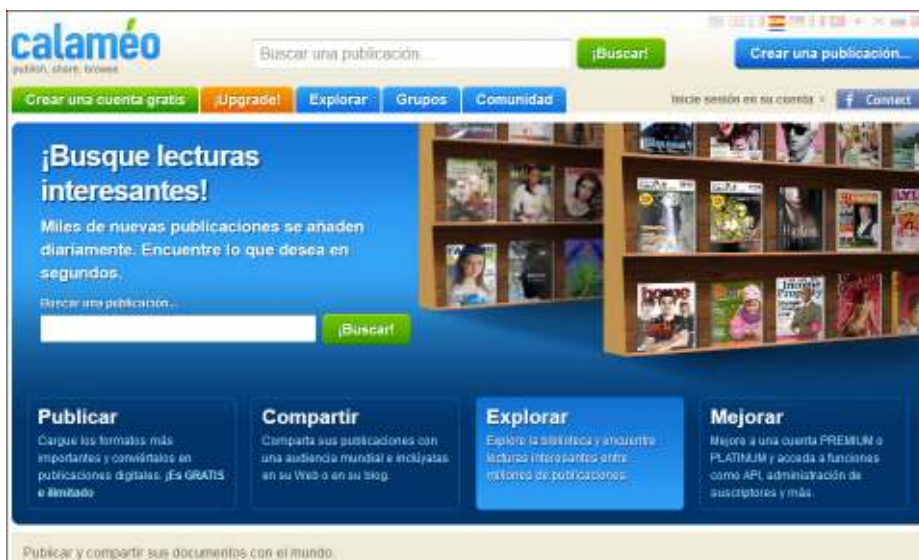 calaméo
publish, share, browse
Buscar una publicación...
¡Buscar!
Crear una publicación...
Crear una cuenta gratis
¡Upgrade!
Explorar
Grupos
Comunidad
Inicie sesión en su cuenta
f Connect
¡Busque lecturas
interesantes!
Miles de nuevas publicaciones se añaden
diariamente. Encuentre lo que desea en
segundos.
Buscar una publicación...
¡Buscar!
home
Income
Property
Publicar
Cargue los formatos más
importantes y conviértalos en
publicaciones digitales. ¡Es GRATIS
e ilimitado
Compartir
Comparta sus publicaciones con
una audiencia mundial e inclúyatas
en su Web o en su blog.
Explorar
Explore la biblioteca y encuentre
lecturas interesantes entre
millones de publicaciones.
Mejorar
Mejore a una cuenta PREMIUM o
PLATINUM y acceda a funciones
como API, administración de
suscriptores y más.
Publicar y compartir sus documentos con el mundo.